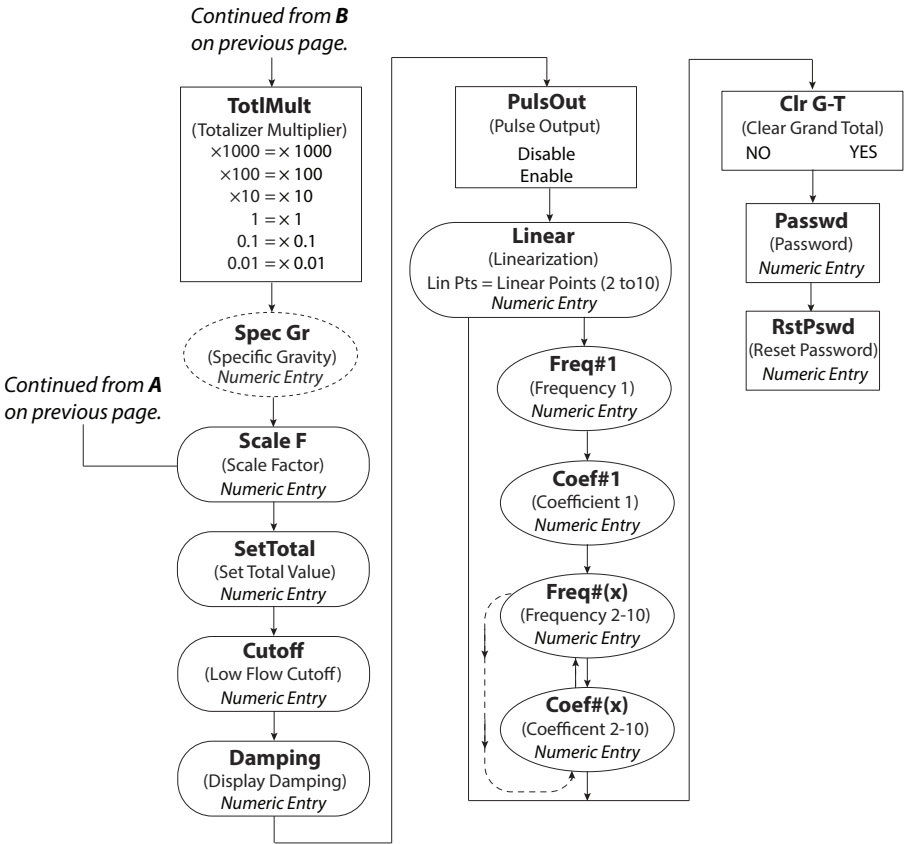 Continued from B
on previous page.
TotlMult
(Totalizer Multiplier)
×1000 = × 1000
×100 = × 100
×10 = × 10
1 = × 1
0.1 = × 0.1
0.01 = × 0.01
Spec Gr
(Specific Gravity)
Numeric Entry
Continued from A
on previous page.
Scale F
(Scale Factor)
Numeric Entry
SetTotal
(Set Total Value)
Numeric Entry
Cutoff
(Low Flow Cutoff)
Numeric Entry
Damping
(Display Damping)
Numeric Entry
PulsOut
(Pulse Output)
Disable
Enable
Linear
(Linearization)
Lin Pts = Linear Points (2 to10)
Numeric Entry
Freq#1
(Frequency 1)
Numeric Entry
Coef#1
(Coefficient 1)
Numeric Entry
Freq#(x)
(Frequency 2-10)
Numeric Entry
Coef#(x)
(Coefficent 2-10)
Numeric Entry
Clr G-T
(Clear Grand Total)
NO YES
Passwd
(Password)
Numeric Entry
RstPswd
(Reset Password)
Numeric Entry